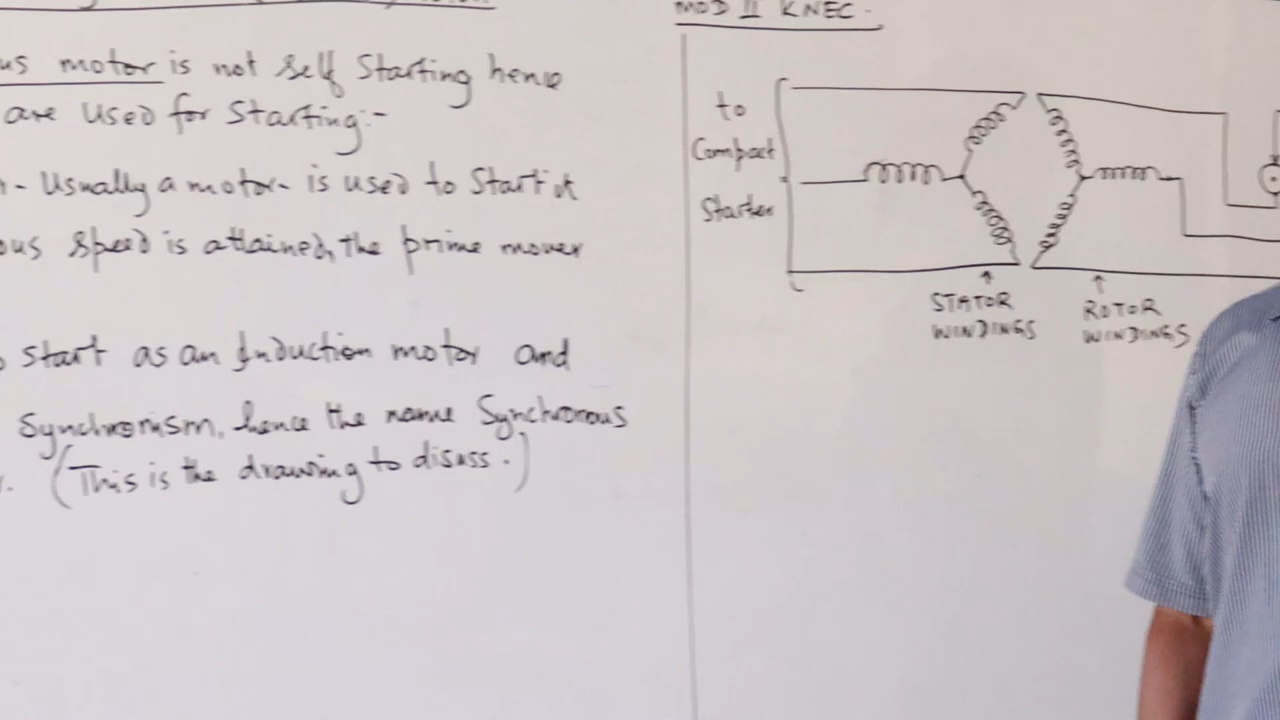 MOD II KNEC.
us motor is not self Starting hence
are used for Starting:-
- Usually a motor- is used to Start it
ous speed is attained, the prime mover
start as an Induction motor and
Synchronism, hence the name Synchronous
(This is the drawing to disuss.)
to
Compact
Starter
STATOR
WINDINGS
ROTOR
WINDINGS